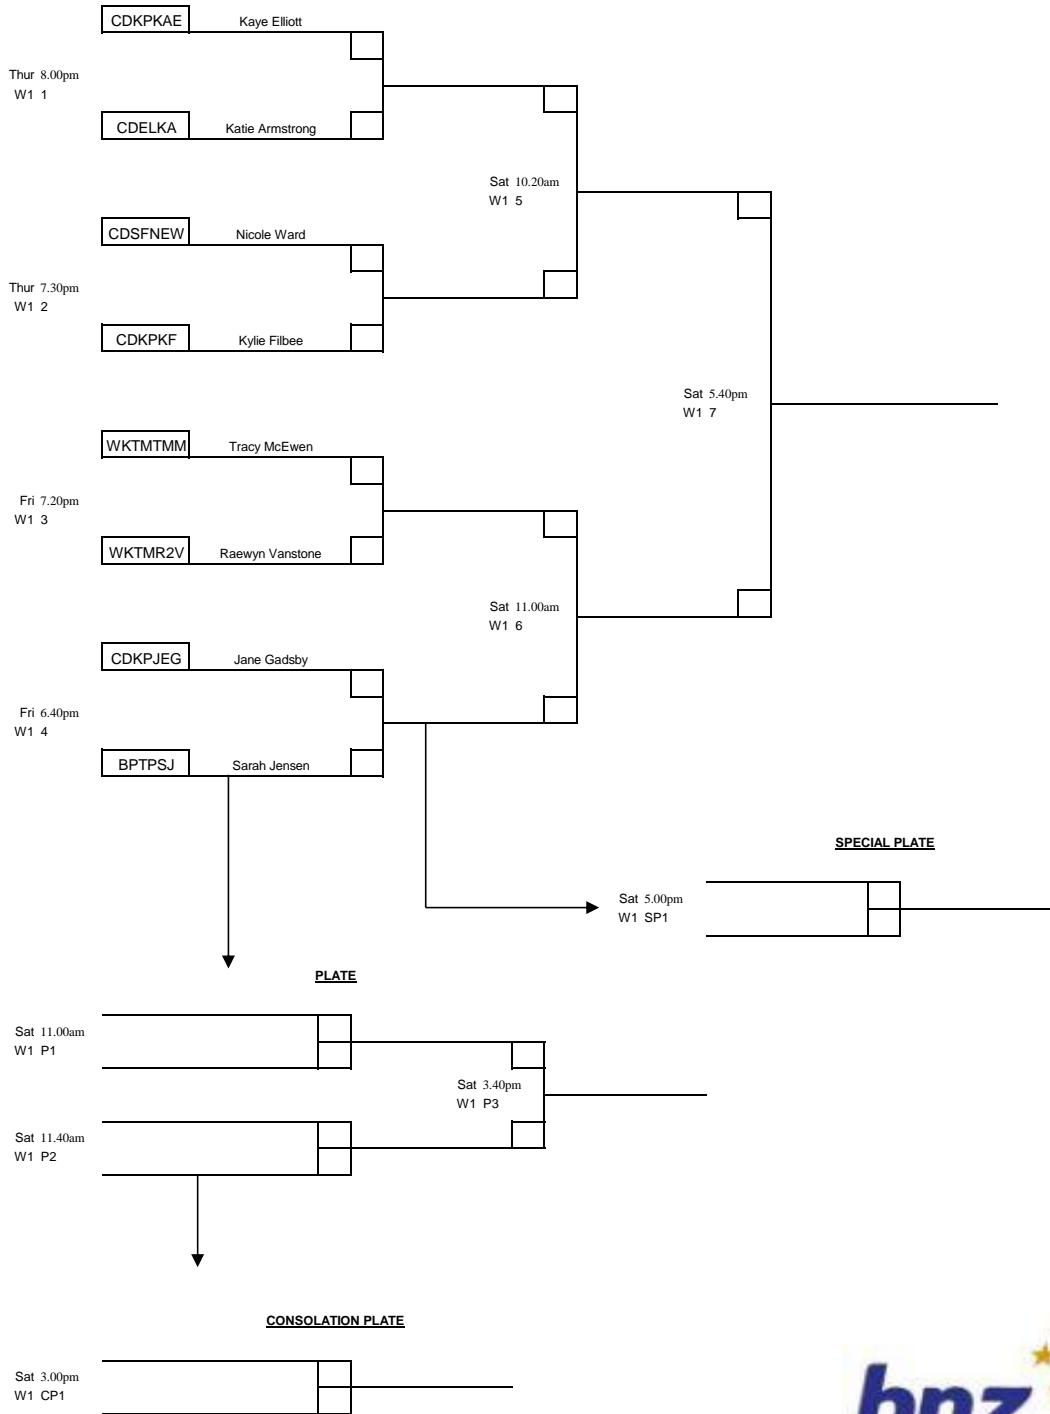 CDKPKAE Kaye Elliott
Thur 8.00pm
W1 1
CDELKA Katie Armstrong
Sat 10.20am
W1 5
CDSFNEW Nicole Ward
Thur 7.30pm
W1 2
CDKPKF Kylie Filbee
Sat 5.40pm
W1 7
WKTMTMM Tracy McEwen
Fri 7.20pm
W1 3
WKTMR2V Raewyn Vanstone
Sat 11.00am
W1 6
CDKPJEG Jane Gadsby
Fri 6.40pm
W1 4
BPTPSJ Sarah Jensen
SPECIAL PLATE
Sat 5.00pm
W1 SP1
PLATE
Sat 11.00am
W1 P1
Sat 3.40pm
W1 P3
Sat 11.40am
W1 P2
CONSOLATION PLATE
Sat 3.00pm
W1 CP1
bnz